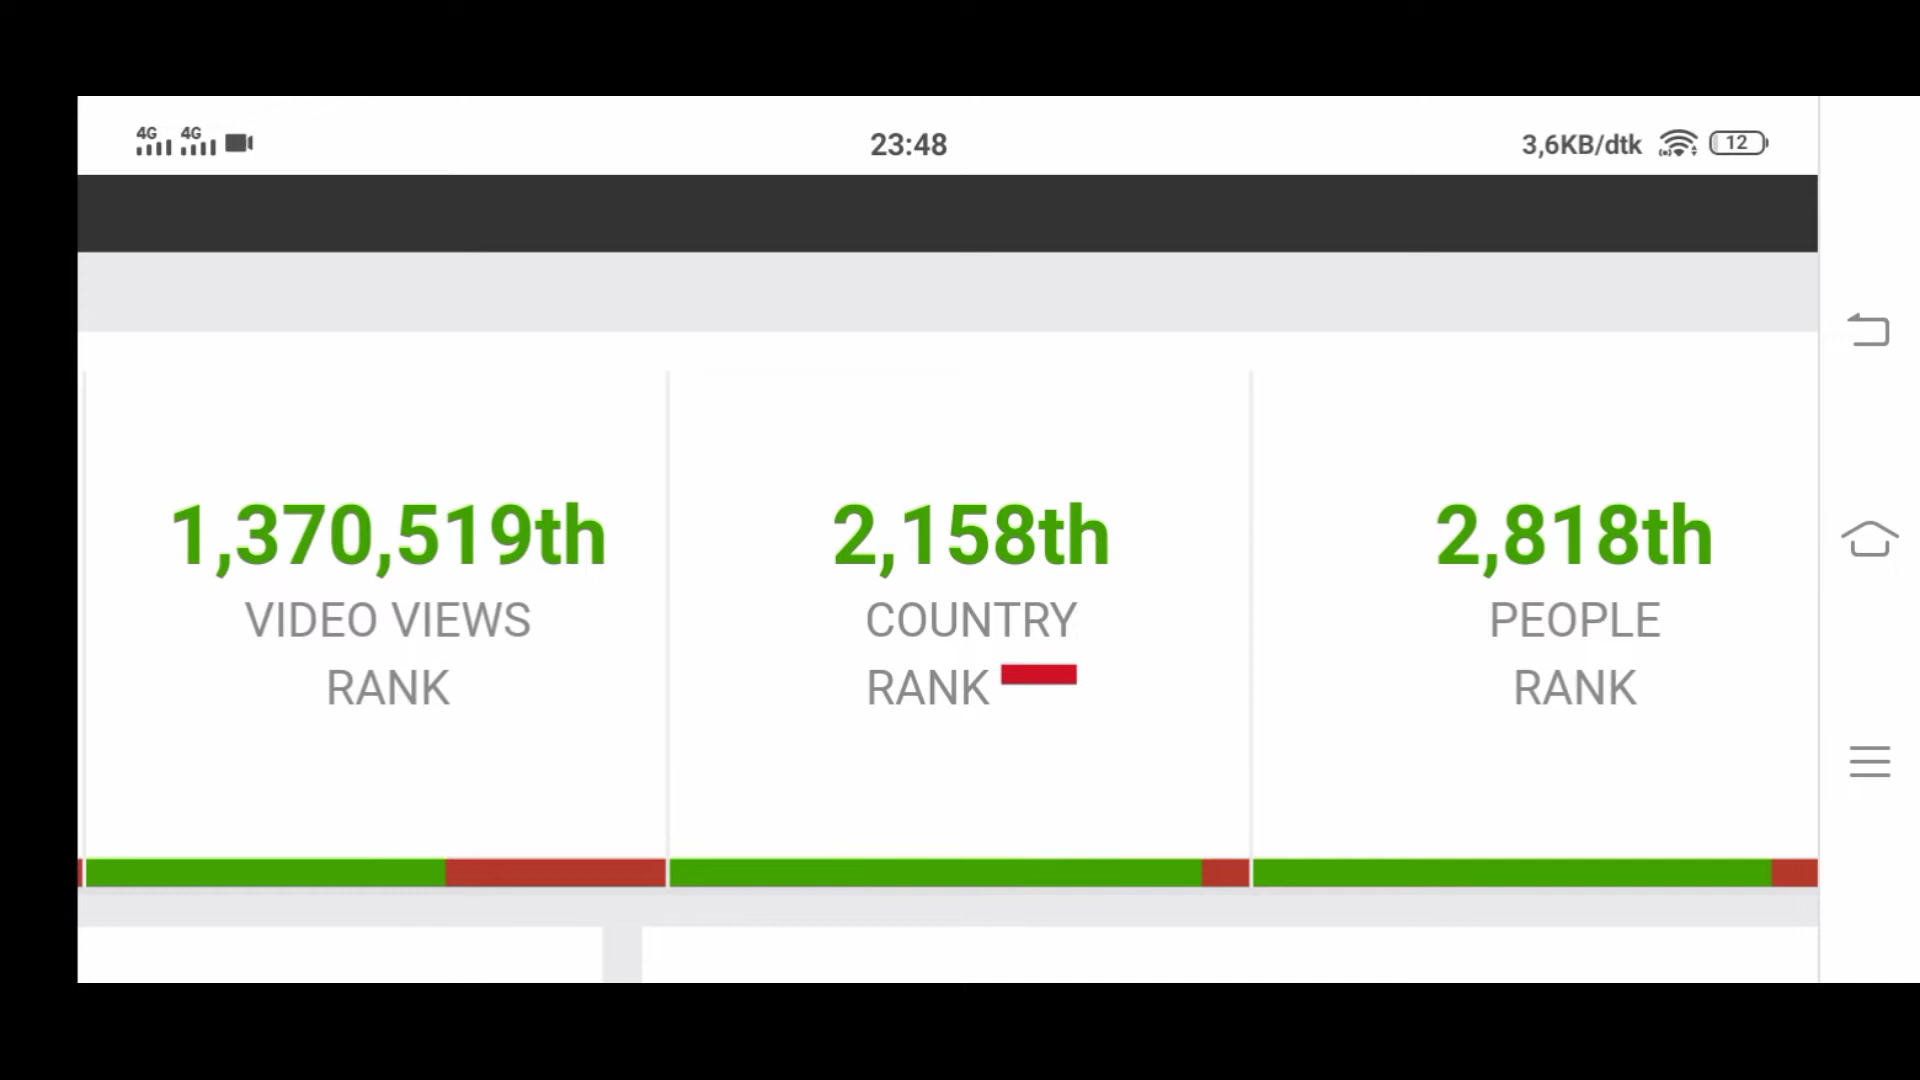 4G 4G 23:48 3,6KB/dtk 12
1,370,519th
VIDEO VIEWS
RANK
2,158th
COUNTRY
RANK
2,818th
PEOPLE
RANK